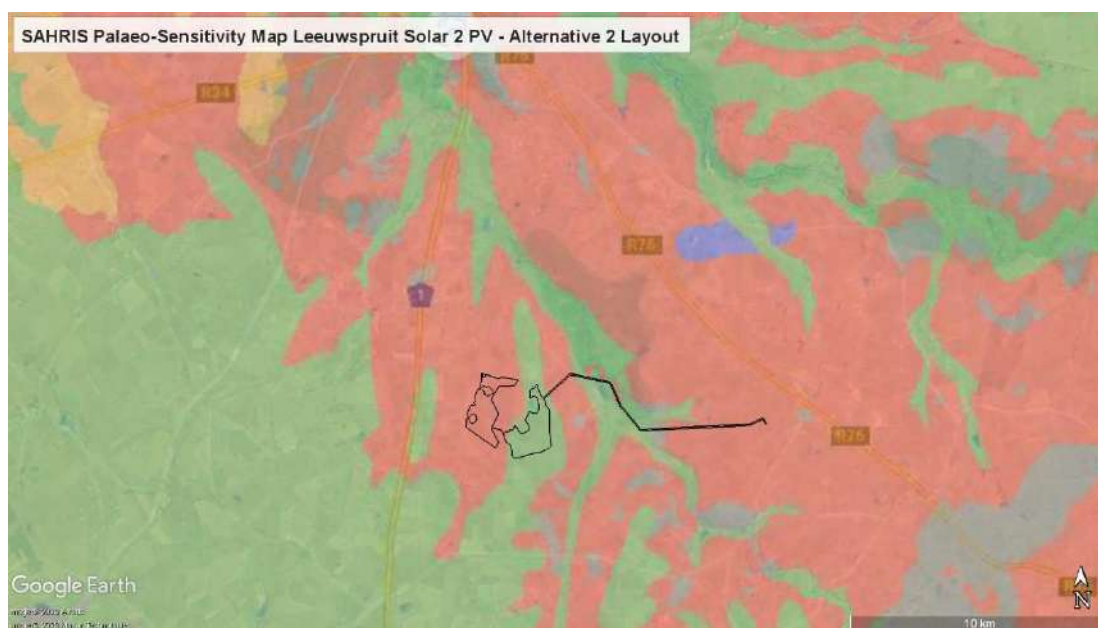 SAHRIS Palaeo-Sensitivity Map Leeuwspruit Solar 2 PV - Alternative 2 Layout
R34
R76
R76
1
R76
Google Earth
N
10 km